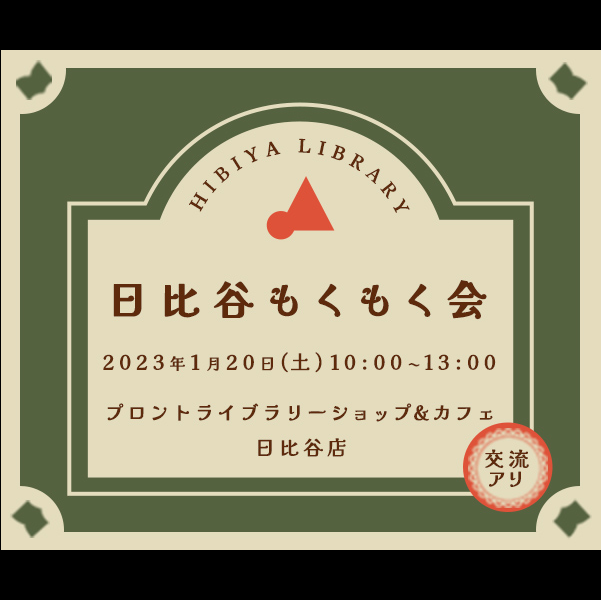 HIBIYA LIBRARY
日比谷もくもく会
2023年1月20日(土)10:00~13:00
プロントライブラリーショップ&カフェ
日比谷店
交流
アリ